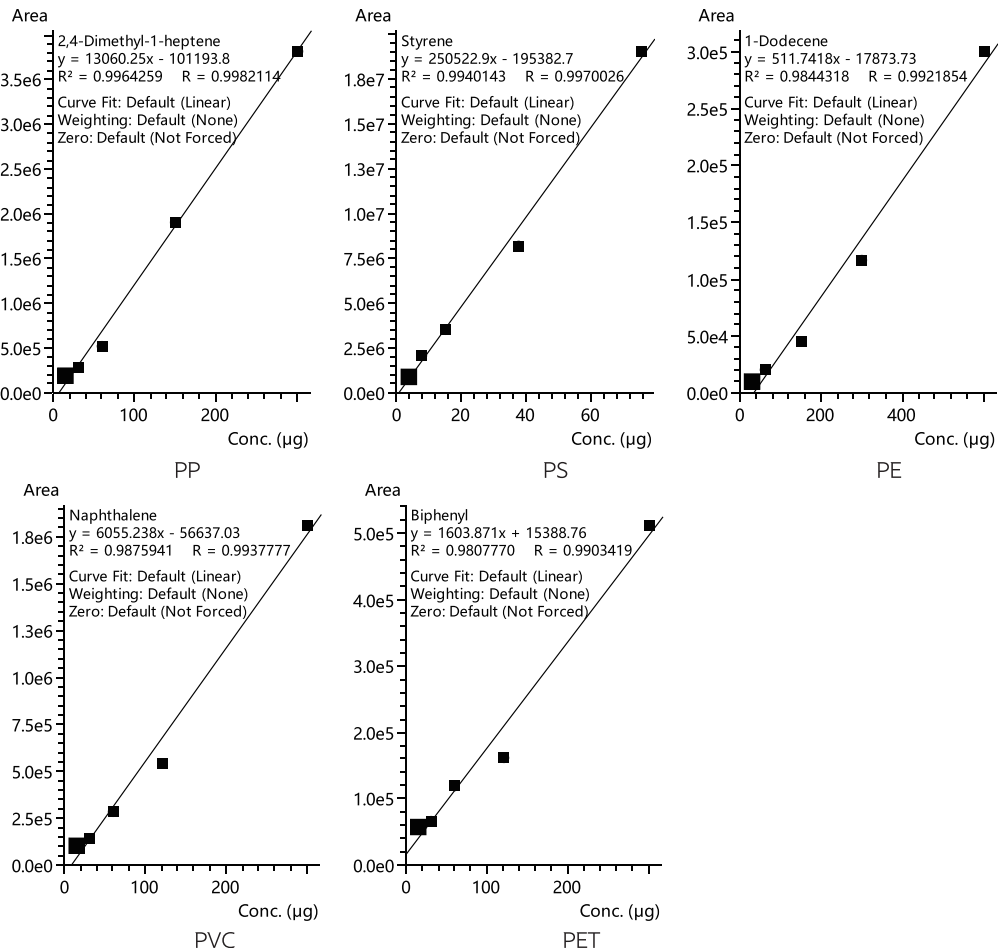 Area
2,4-Dimethyl-1-heptene
y = 13060.25x - 101193.8
R² = 0.9964259 R = 0.9982114
Curve Fit: Default (Linear)
Weighting: Default (None)
Zero: Default (Not Forced)
3.5e6
3.0e6
2.5e6
2.0e6
1.5e6
1.0e6
5.0e5
0.0e0
0 100 200
Conc. (µg)
PP
Area
Styrene
y = 250522.9x - 195382.7
R² = 0.9940143 R = 0.9970026
Curve Fit: Default (Linear)
Weighting: Default (None)
Zero: Default (Not Forced)
1.8e7
1.5e7
1.3e7
1.0e7
7.5e6
5.0e6
2.5e6
0.0e0
0 20 40 60
Conc. (µg)
PS
Area
1-Dodecene
y = 511.7418x - 17873.73
R² = 0.9844318 R = 0.9921854
Curve Fit: Default (Linear)
Weighting: Default (None)
Zero: Default (Not Forced)
3.0e5
2.5e5
2.0e5
1.5e5
1.0e5
5.0e4
0.0e0
0 200 400
Conc. (µg)
PE
Area
Naphthalene
y = 6055.238x - 56637.03
R² = 0.9875941 R = 0.9937777
Curve Fit: Default (Linear)
Weighting: Default (None)
Zero: Default (Not Forced)
1.8e6
1.5e6
1.3e6
1.0e6
7.5e5
5.0e5
2.5e5
0.0e0
0 100 200
Conc. (µg)
PVC
Area
Biphenyl
y = 1603.871x + 15388.76
R² = 0.9807770 R = 0.9903419
Curve Fit: Default (Linear)
Weighting: Default (None)
Zero: Default (Not Forced)
5.0e5
4.0e5
3.0e5
2.0e5
1.0e5
0.0e0
0 100 200
Conc. (µg)
PET